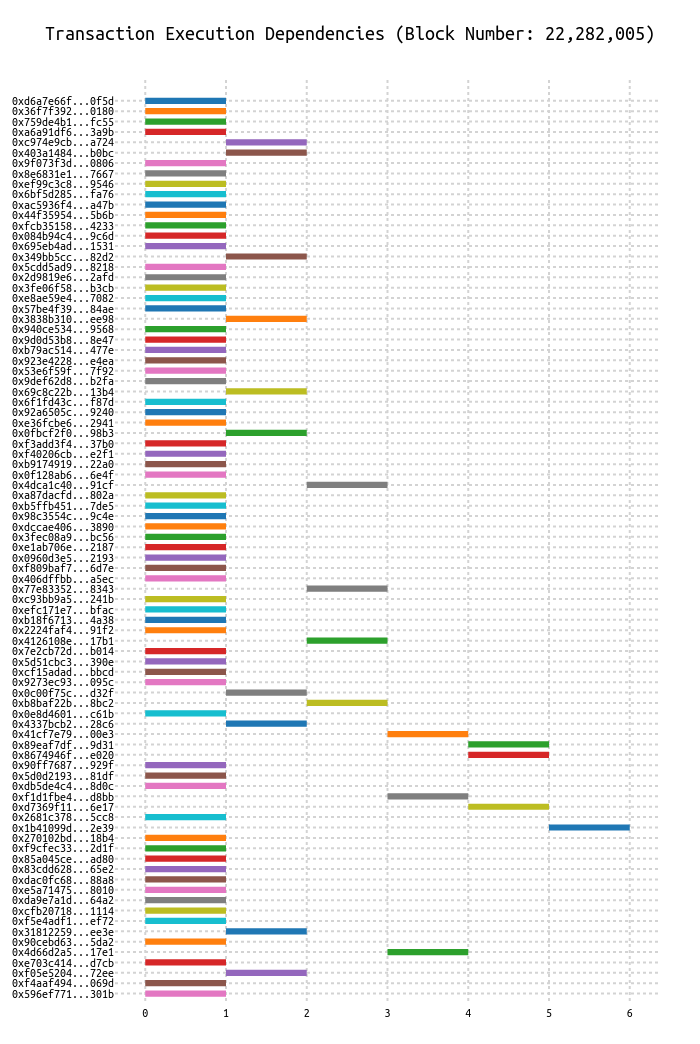 Transaction Execution Dependencies (Block Number: 22,282,005)
0xd6a7e66f...0f5d
0x36f7f392...0180
0x759de4b1...fc55
0xa6a91df6...3a9b
0xc974e9cb...a724
0x403a1484...b0bc
0x9f073f3d...0806
0x8e6831e1...7667
0xef99c3c8...9546
0x6bf5d285...fa76
0xac5936f4...a47b
0x44f35954...5b6b
0xfcb35158...4233
0x084b94c4...9c6d
0x695eb4ad...1531
0x349bb5cc...82d2
0x5cdd5ad9...8218
0x2d9819e6...2afd
0x3fe06f58...b3cb
0xe8ae59e4...7082
0x57be4f39...84ae
0x3838b310...ee98
0x940ce534...9568
0x9d0d53b8...8e47
0xb79ac514...477e
0x923e4228...e4ea
0x53e6f59f...7f92
0x9def62d8...b2fa
0x69c8c22b...13b4
0x6f1fd43c...f87d
0x92a6505c...9240
0xe36fcbe6...2941
0x0fbcf2f0...98b3
0xf3add3f4...37b0
0xf40206cb...e2f1
0xb9174919...22a0
0x0f128ab6...6e4f
0x4dca1c40...91cf
0xa87dacfd...802a
0xb5ffb451...7de5
0x98c3554c...9c4e
0xdccae406...3890
0x3fec08a9...bc56
0xe1ab706e...2187
0x0960d3e5...2193
0xf809baf7...6d7e
0x406dffbb...a5ec
0x77e83352...8343
0xc93bb9a5...241b
0xefc171e7...bfac
0xb18f6713...4a38
0x2224faf4...91f2
0x4126108e...17b1
0x7e2cb72d...b014
0x5d51cbc3...390e
0xcf15adad...bbcd
0x9273ec93...095c
0x0c00f75c...d32f
0xb8baf22b...8bc2
0x0e8d4601...c61b
0x4337bcb2...28c6
0x41cf7e79...00e3
0x89eaf7df...9d31
0x8674946f...e020
0x90ff7687...929f
0x5d0d2193...81df
0xdb5de4c4...8d0c
0xf1d1fbe4...d8bb
0xd7369f11...6e17
0x2681c378...5cc8
0x1b41099d...2e39
0x270102bd...18b4
0xf9cfec33...2d1f
0x85a045ce...ad80
0x83cdd628...65e2
0xdac0fc68...88a8
0xe5a71475...8010
0xda9e7a1d...64a2
0xcfb20718...1114
0xf5e4adf1...ef72
0x31812259...ee3e
0x90cebd63...5da2
0x4d66d2a5...17e1
0xe703c414...d7cb
0xf05e5204...72ee
0xf4aaf494...069d
0x596ef771...301b
0 1 2 3 4 5 6